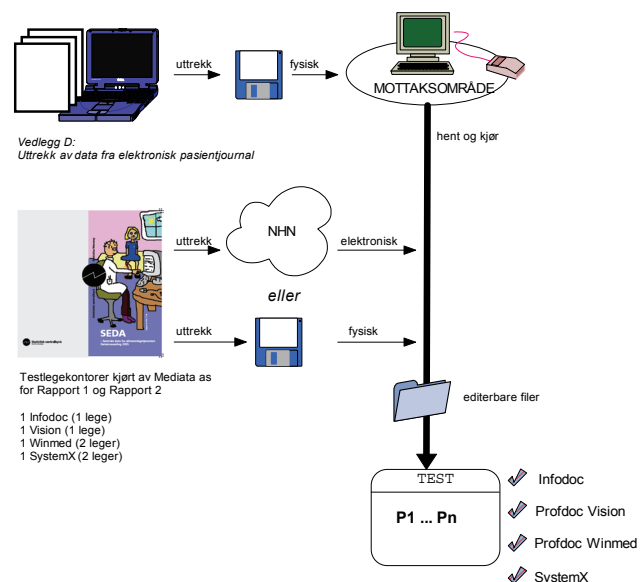 uttrekk
fysisk
MOTTAKSOMRÅDE
hent og kjør
Vedlegg D:
Uttrekk av data fra elektronisk pasientjournal
uttrekk
NHN
elektronisk
eller
uttrekk
fysisk
SEDA
Testlegekontorer kjørt av Mediata as
for Rapport 1 og Rapport 2
1 Infodoc (1 lege)
1 Vision (1 lege)
1 Winmed (2 leger)
1 SystemX (2 leger)
editerbare filer
TEST
P1 ... Pn
Infodoc
Profdoc Vision
Profdoc Winmed
SystemX